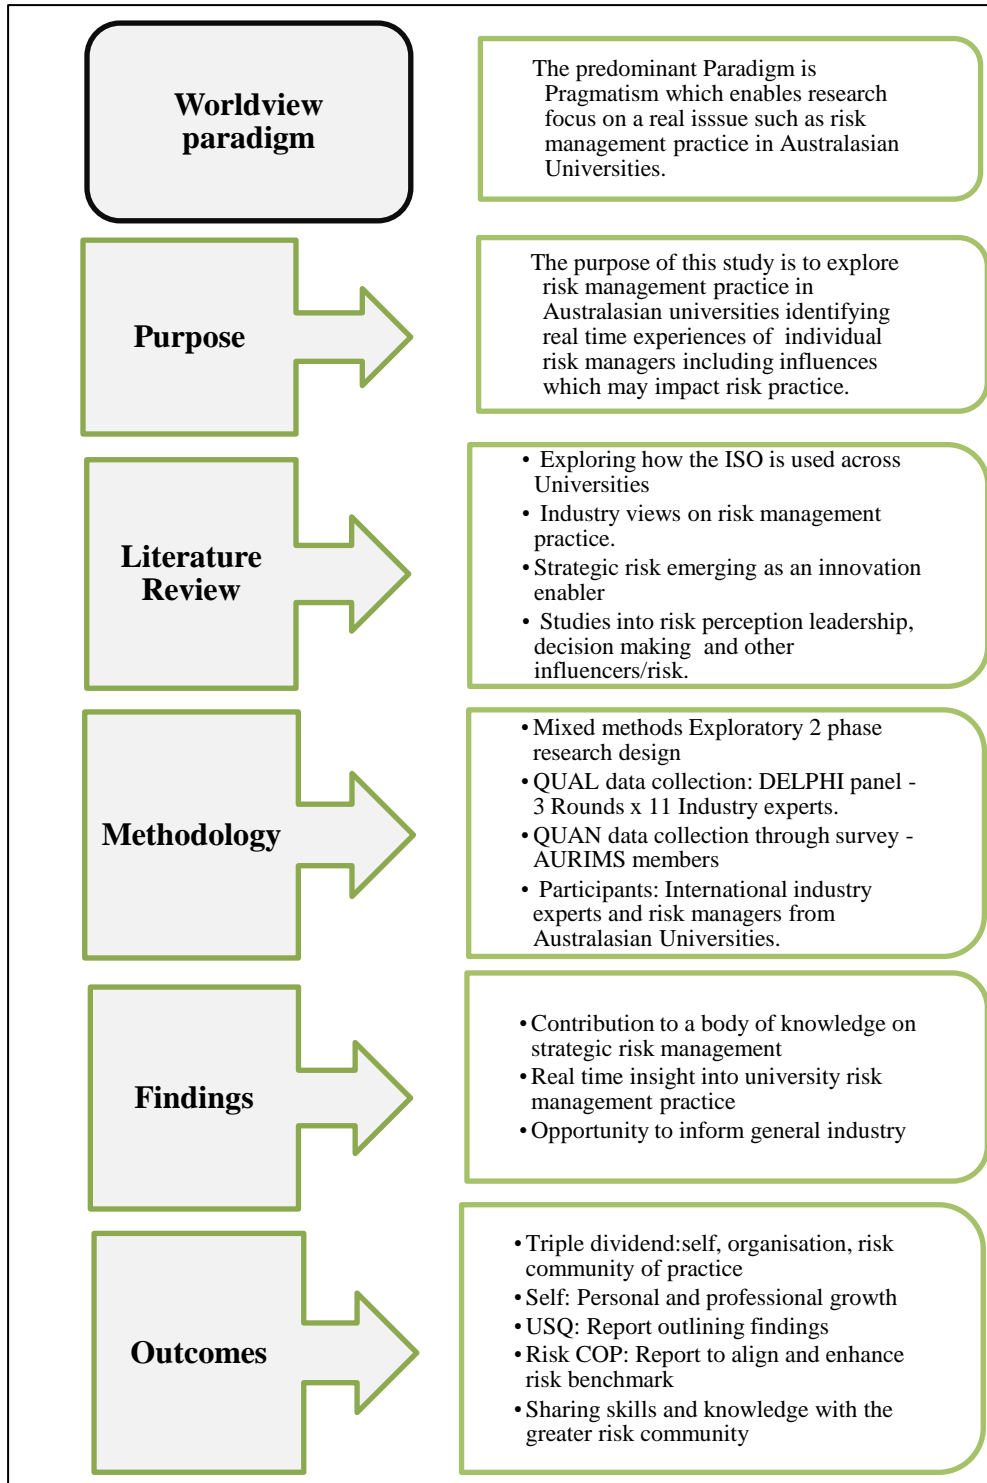 Worldview
paradigm
The predominant Paradigm is
Pragmatism which enables research
focus on a real isssue such as risk
management practice in Australasian
Universities.
Purpose
The purpose of this study is to explore
risk management practice in
Australasian universities identifying
real time experiences of  individual
risk managers including influences
which may impact risk practice.
Literature
Review
• Exploring how the ISO is used across
Universities
• Industry views on risk management
practice.
• Strategic risk emerging as an innovation
enabler
• Studies into risk perception leadership,
decision making  and other
influencers/risk.
Methodology
• Mixed methods Exploratory 2 phase
research design
• QUAL data collection: DELPHI panel -
3 Rounds x 11 Industry experts.
• QUAN data collection through survey -
AURIMS members
• Participants: International industry
experts and risk managers from
Australasian Universities.
Findings
• Contribution to a body of knowledge on
strategic risk management
• Real time insight into university risk
management practice
• Opportunity to inform general industry
Outcomes
• Triple dividend:self, organisation, risk
community of practice
• Self: Personal and professional growth
• USQ: Report outlining findings
• Risk COP: Report to align and enhance
risk benchmark
• Sharing skills and knowledge with the
greater risk community